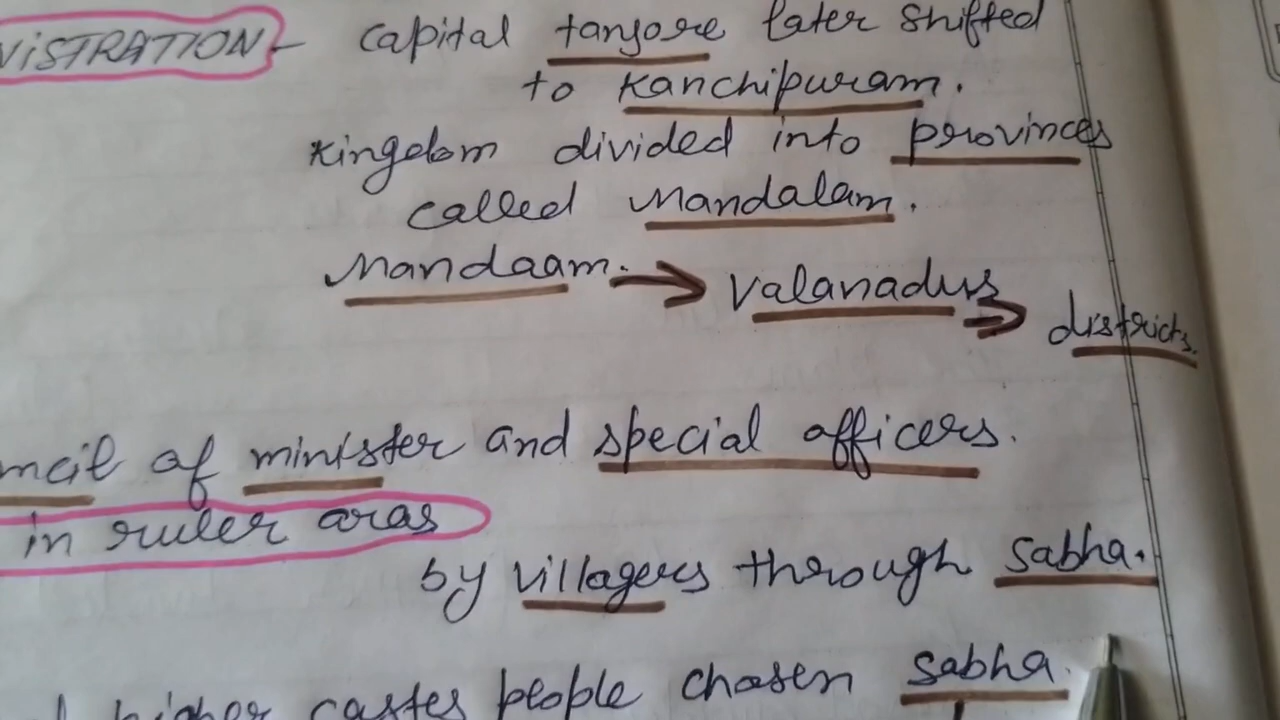 NISTRATION - capital tanjore later shifted
to Kanchipuram.
Kingdom divided into provinces
called Mandalam.
Mandaam. → Valanadus → districts.
of minister and special officers.
in ruler aras
by villagers through sabha.
higher castes people chosen sabha.